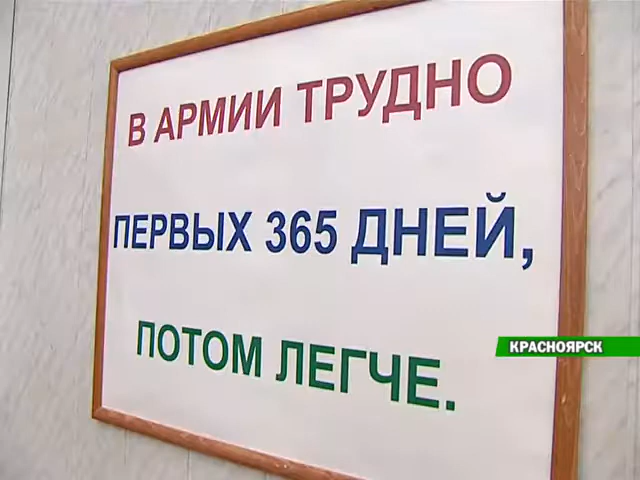 В АРМИИ ТРУДНО
ПЕРВЫХ 365 ДНЕЙ,
ПОТОМ ЛЕГЧЕ.
КРАСНОЯРСК